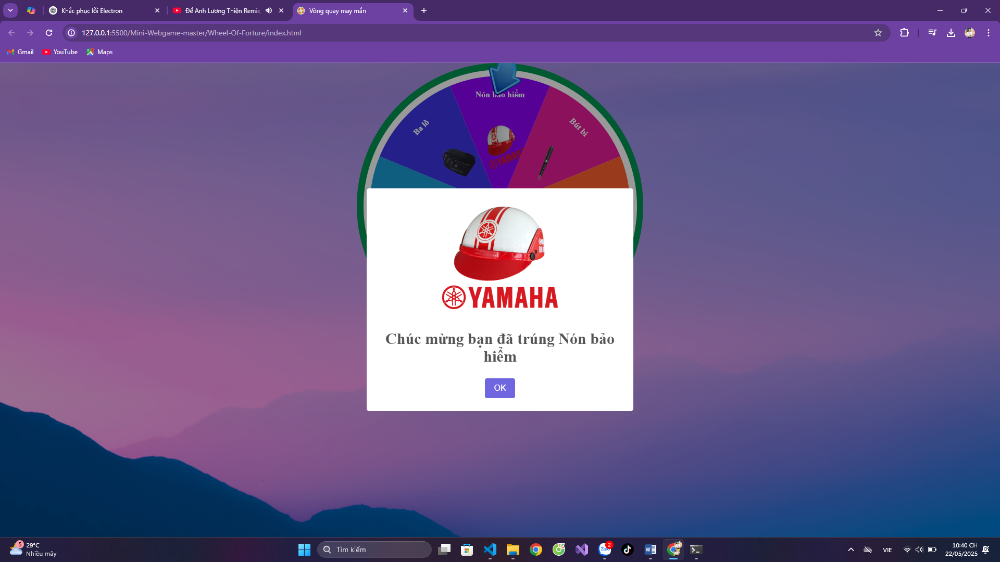 Khắc phục lỗi Electron
Để Anh Lương Thiện Remix,
Vòng quay may mắn
127.0.0.1:5500/Mini-Webgame-master/Wheel-Of-Forture/index.html
Gmail
YouTube
Maps
Nón bảo hiểm
Ba lô
Bút bi
YAMAHA
YAMAHA
Chúc mừng bạn đã trúng Nón bảo
hiểm
OK
5
29°C
Nhiều mây
Tìm kiếm
Zalo
2
VIE
10:40 CH
22/05/2025